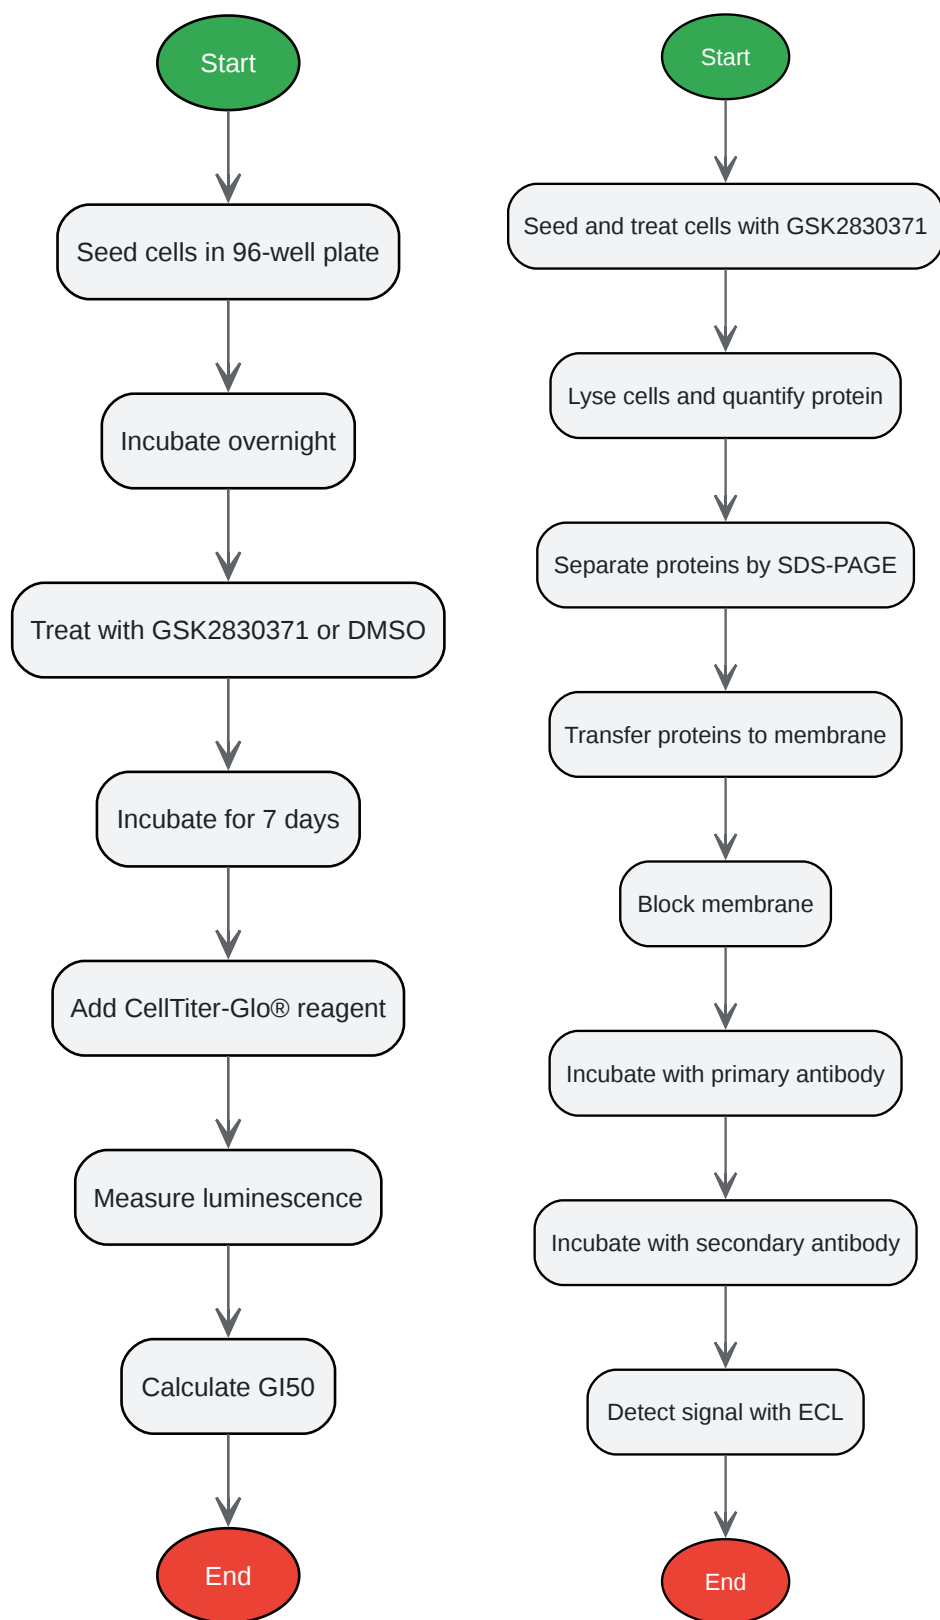 Start
Seed cells in 96-well plate
Incubate overnight
Treat with GSK2830371 or DMSO
Incubate for 7 days
Add CellTiter-Glo® reagent
Measure luminescence
Calculate GI50
End
Start
Seed and treat cells with GSK2830371
Lyse cells and quantify protein
Separate proteins by SDS-PAGE
Transfer proteins to membrane
Block membrane
Incubate with primary antibody
Incubate with secondary antibody
Detect signal with ECL
End